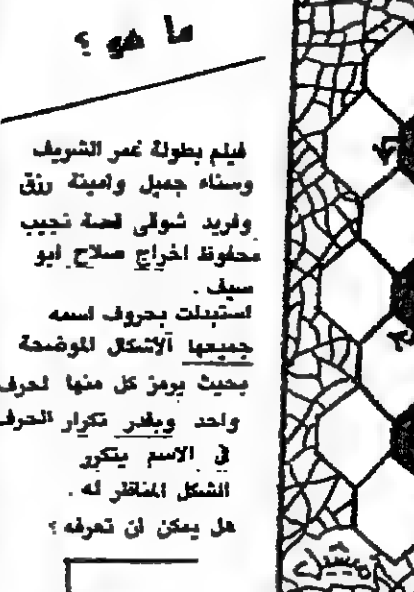 ما هو ؟
فيلم بطولة عمر الشريف
وسناء جميل وامينة رزق
وفريد شوقي قصة نجيب
محفوظ اخراج صلاح ابو
سيف .
استبدلت بحروف اسمه
جميعها الاشكال الموضحة
بحيث يرمز كل منها لحرف
واحد وبقدر تكرار الحرف
في الاسم يتكرر
الشكل المناظر له .
هل يمكن ان تعرفه ؟